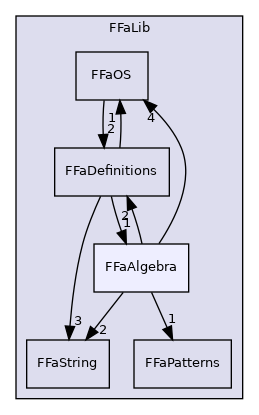 FFaLib
FFaOS
1
2
4
FFaDefinitions
2
1
FFaAlgebra
3
2
1
FFaString
FFaPatterns